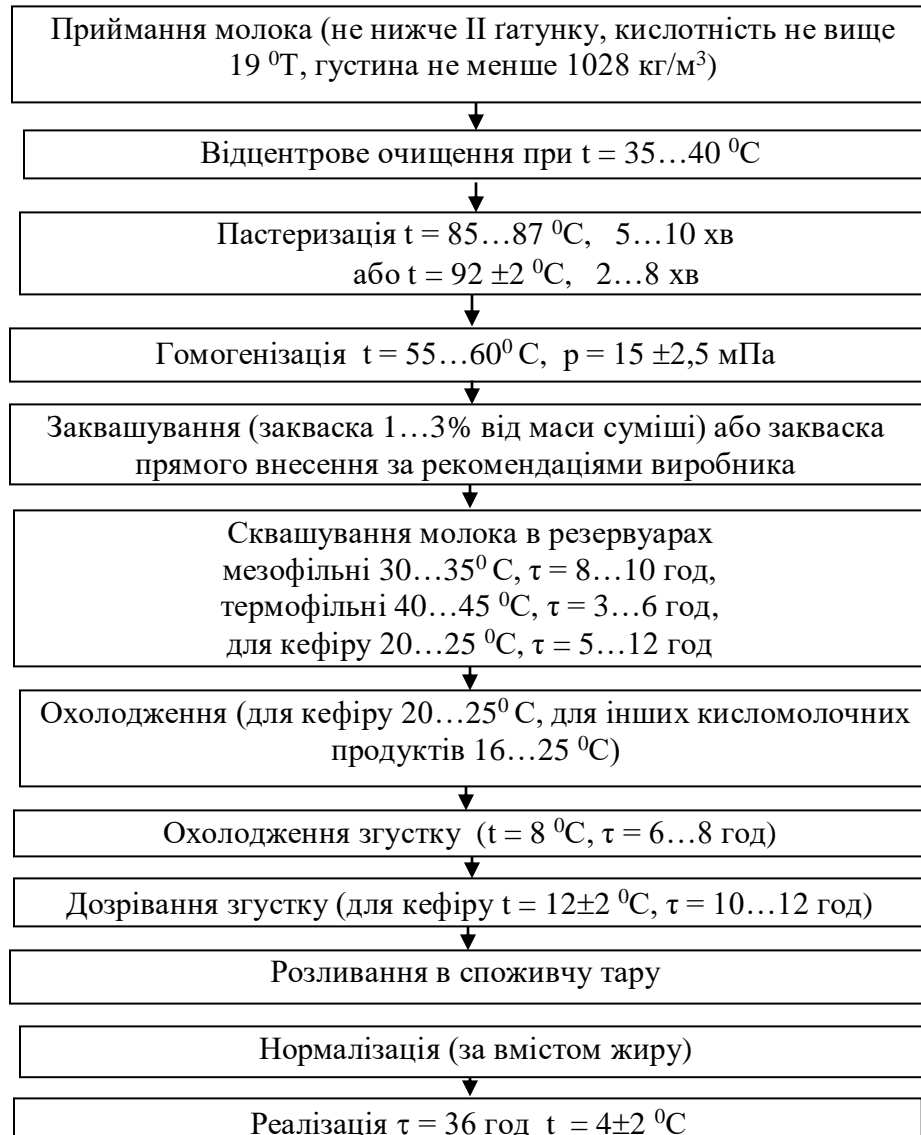 Приймання молока (не нижче ІІ ґатунку, кислотність не вище
19 ⁰Т, густина не менше 1028 кг/м³)
Відцентрове очищення при t = 35…40 ⁰С
Пастеризація t = 85…87 ⁰С, 5…10 хв
або t = 92 ±2 ⁰С, 2…8 хв
Гомогенізація t = 55…60⁰ С, р = 15 ±2,5 мПа
Заквашування (закваска 1…3% від маси суміші) або закваска
прямого внесення за рекомендаціями виробника
Сквашування молока в резервуарах
мезофільні 30…35⁰ С, τ = 8…10 год,
термофільні 40…45 ⁰С, τ = 3…6 год,
для кефіру 20…25 ⁰С, τ = 5…12 год
Охолодження (для кефіру 20…25⁰ С, для інших кисломолочних
продуктів 16…25 ⁰С)
Охолодження згустку (t = 8 ⁰С, τ = 6…8 год)
Дозрівання згустку (для кефіру t = 12±2 ⁰С, τ = 10…12 год)
Розливання в споживчу тару
Нормалізація (за вмістом жиру)
Реалізація τ = 36 год t = 4±2 ⁰С